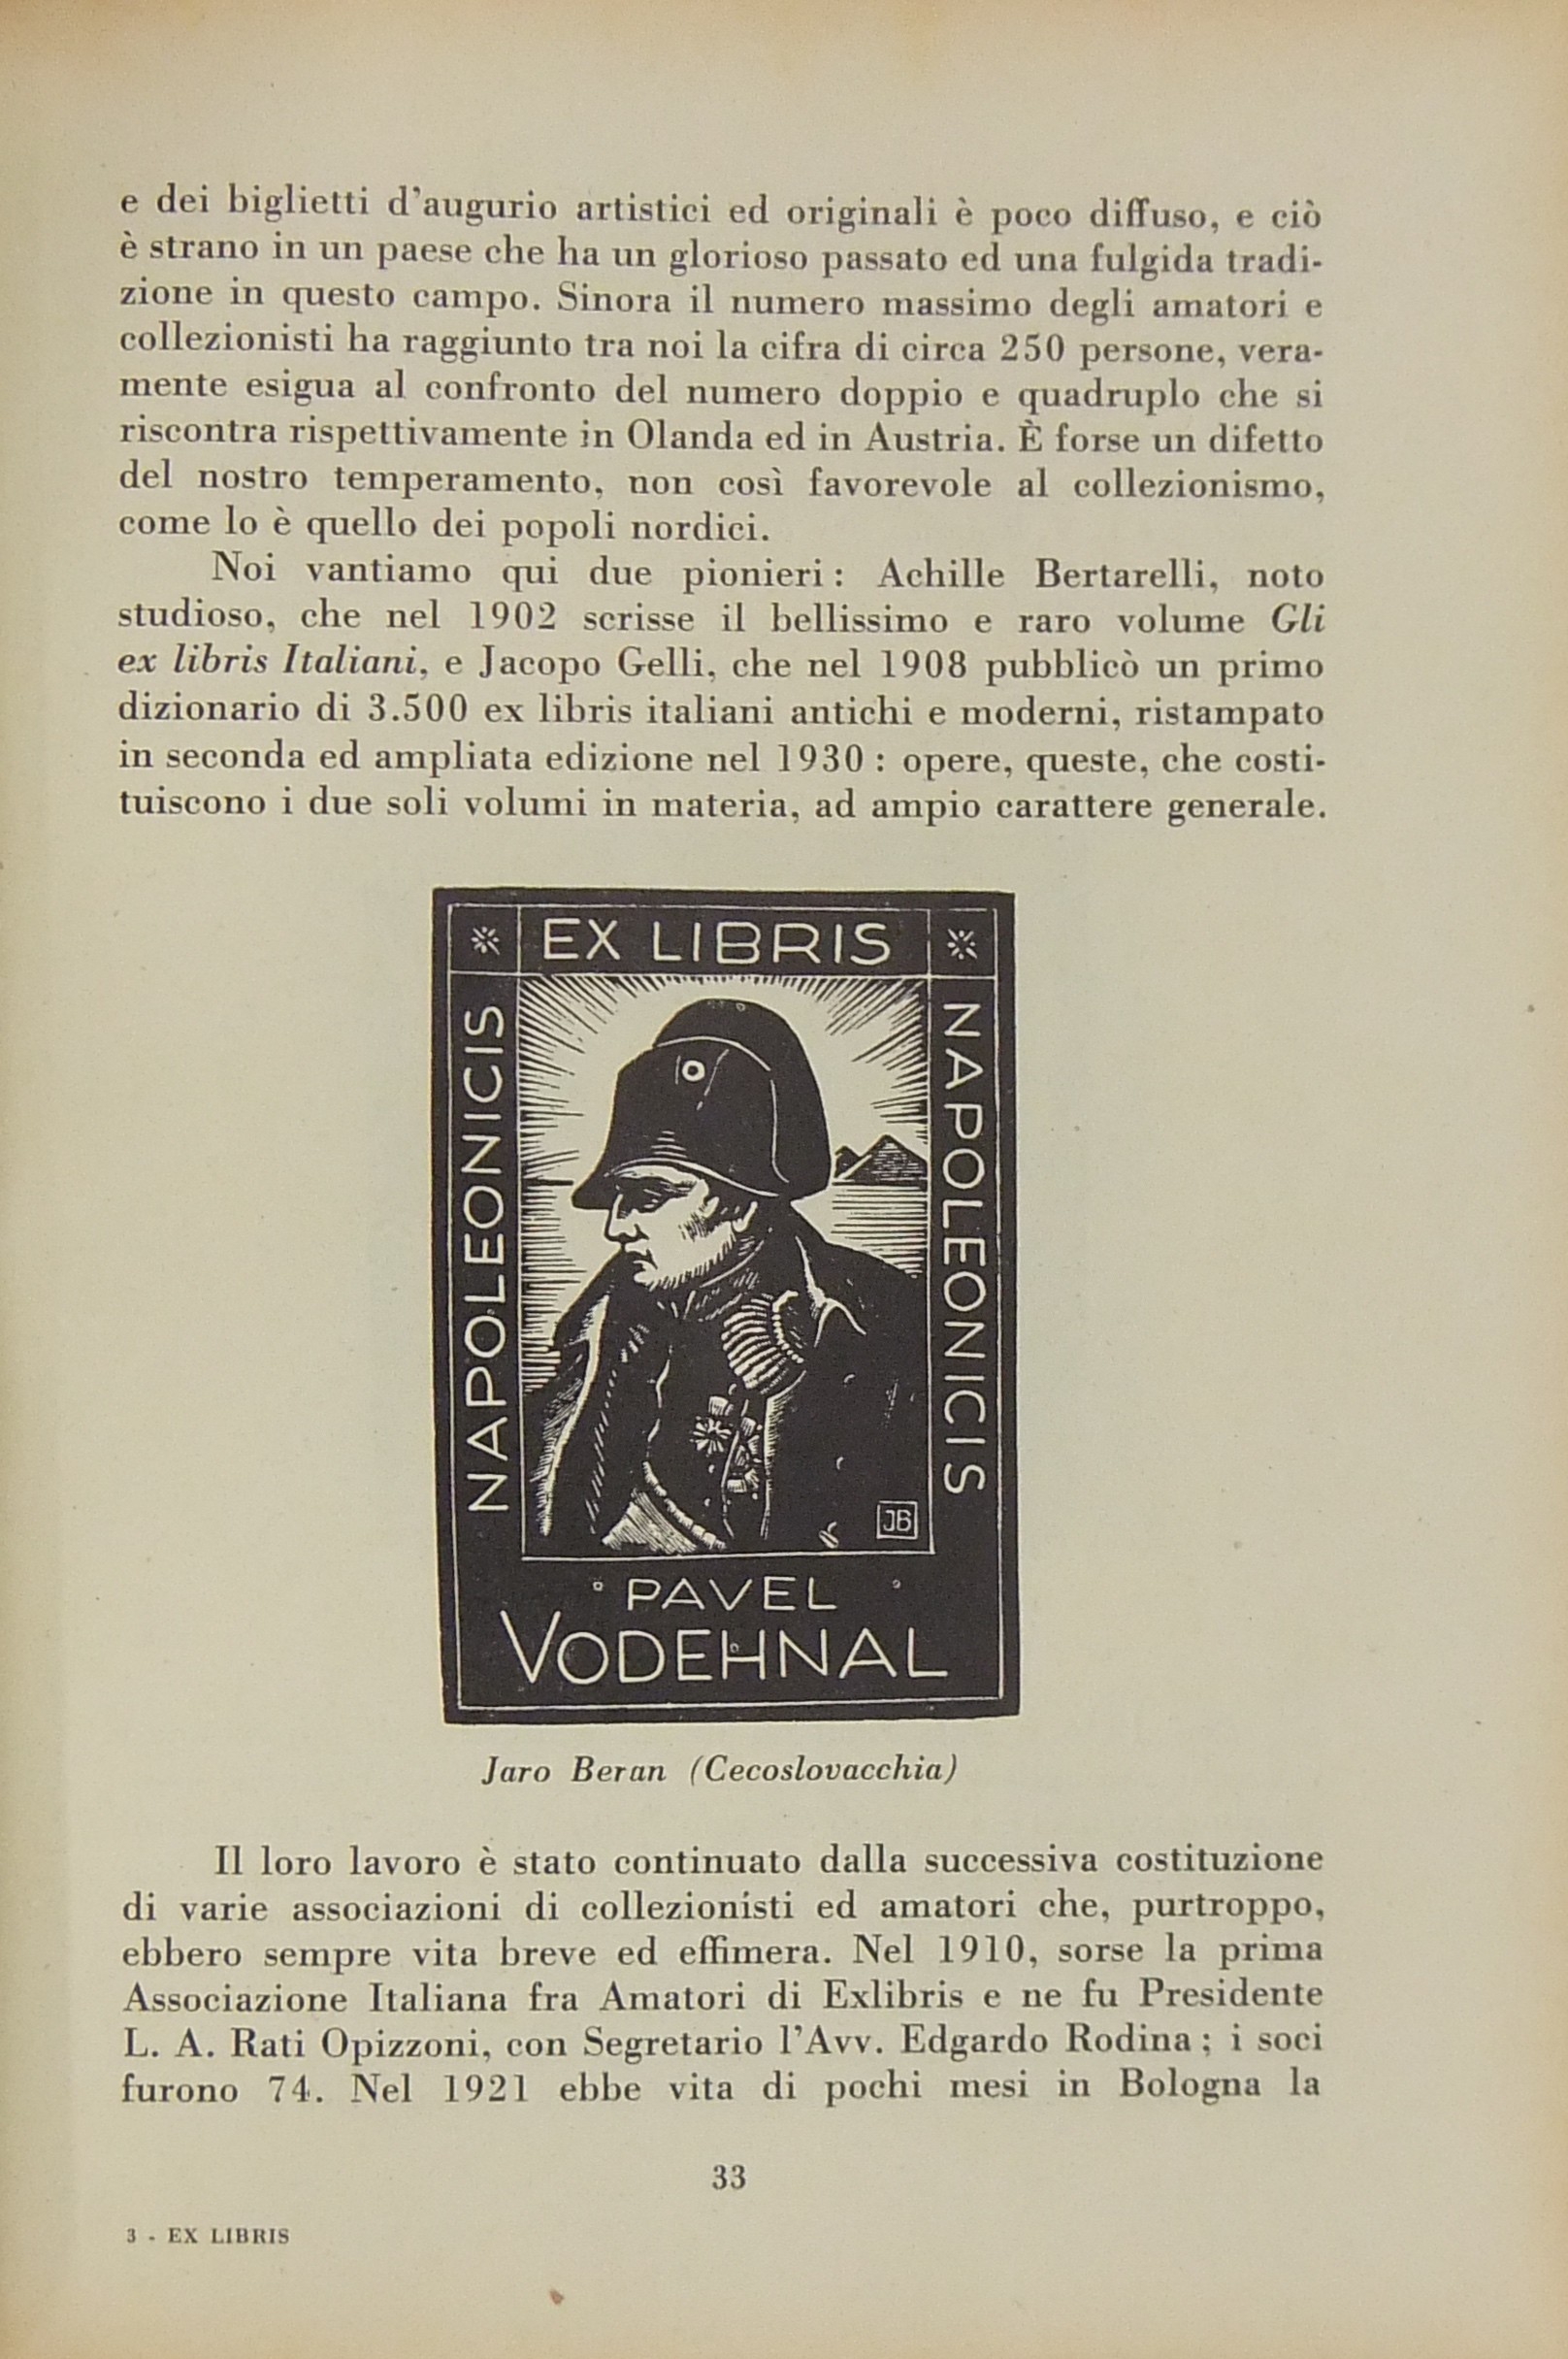 e dei biglietti d'augurio artistici ed originali è poco diffuso, e ciò
è strano in un paese che ha un glorioso passato ed una fulgida tradi-
zione in questo campo. Sinora il numero massimo degli amatori e
collezionisti ha raggiunto tra noi la cifra di circa 250 persone, vera-
mente esigua al confronto del numero doppio e quadruplo che si
riscontra rispettivamente in Olanda ed in Austria. È forse un difetto
del nostro temperamento, non così favorevole al collezionismo,
come lo è quello dei popoli nordici.
Noi vantiamo qui due pionieri: Achille Bertarelli, noto
studioso, che nel 1902 scrisse il bellissimo e raro volume Gli
ex libris Italiani, e Jacopo Gelli, che nel 1908 pubblicò un primo
dizionario di 3.500 ex libris italiani antichi e moderni, ristampato
in seconda ed ampliata edizione nel 1930 : opere, queste, che costi-
tuiscono i due soli volumi in materia, ad ampio carattere generale.
EX LIBRIS
NAPOLEONICIS
NAPOLEONICIS
JB
PAVEL
VODEHNAL
Jaro Beran (Cecoslovacchia)
Il loro lavoro è stato continuato dalla successiva costituzione
di varie associazioni di collezionisti ed amatori che, purtroppo,
ebbero sempre vita breve ed effimera. Nel 1910, sorse la prima
Associazione Italiana fra Amatori di Exlibris e ne fu Presidente
L. A. Rati Opizzoni, con Segretario l'Avv. Edgardo Rodina ; i soci
furono 74. Nel 1921 ebbe vita di pochi mesi in Bologna la
33
3 - EX LIBRIS